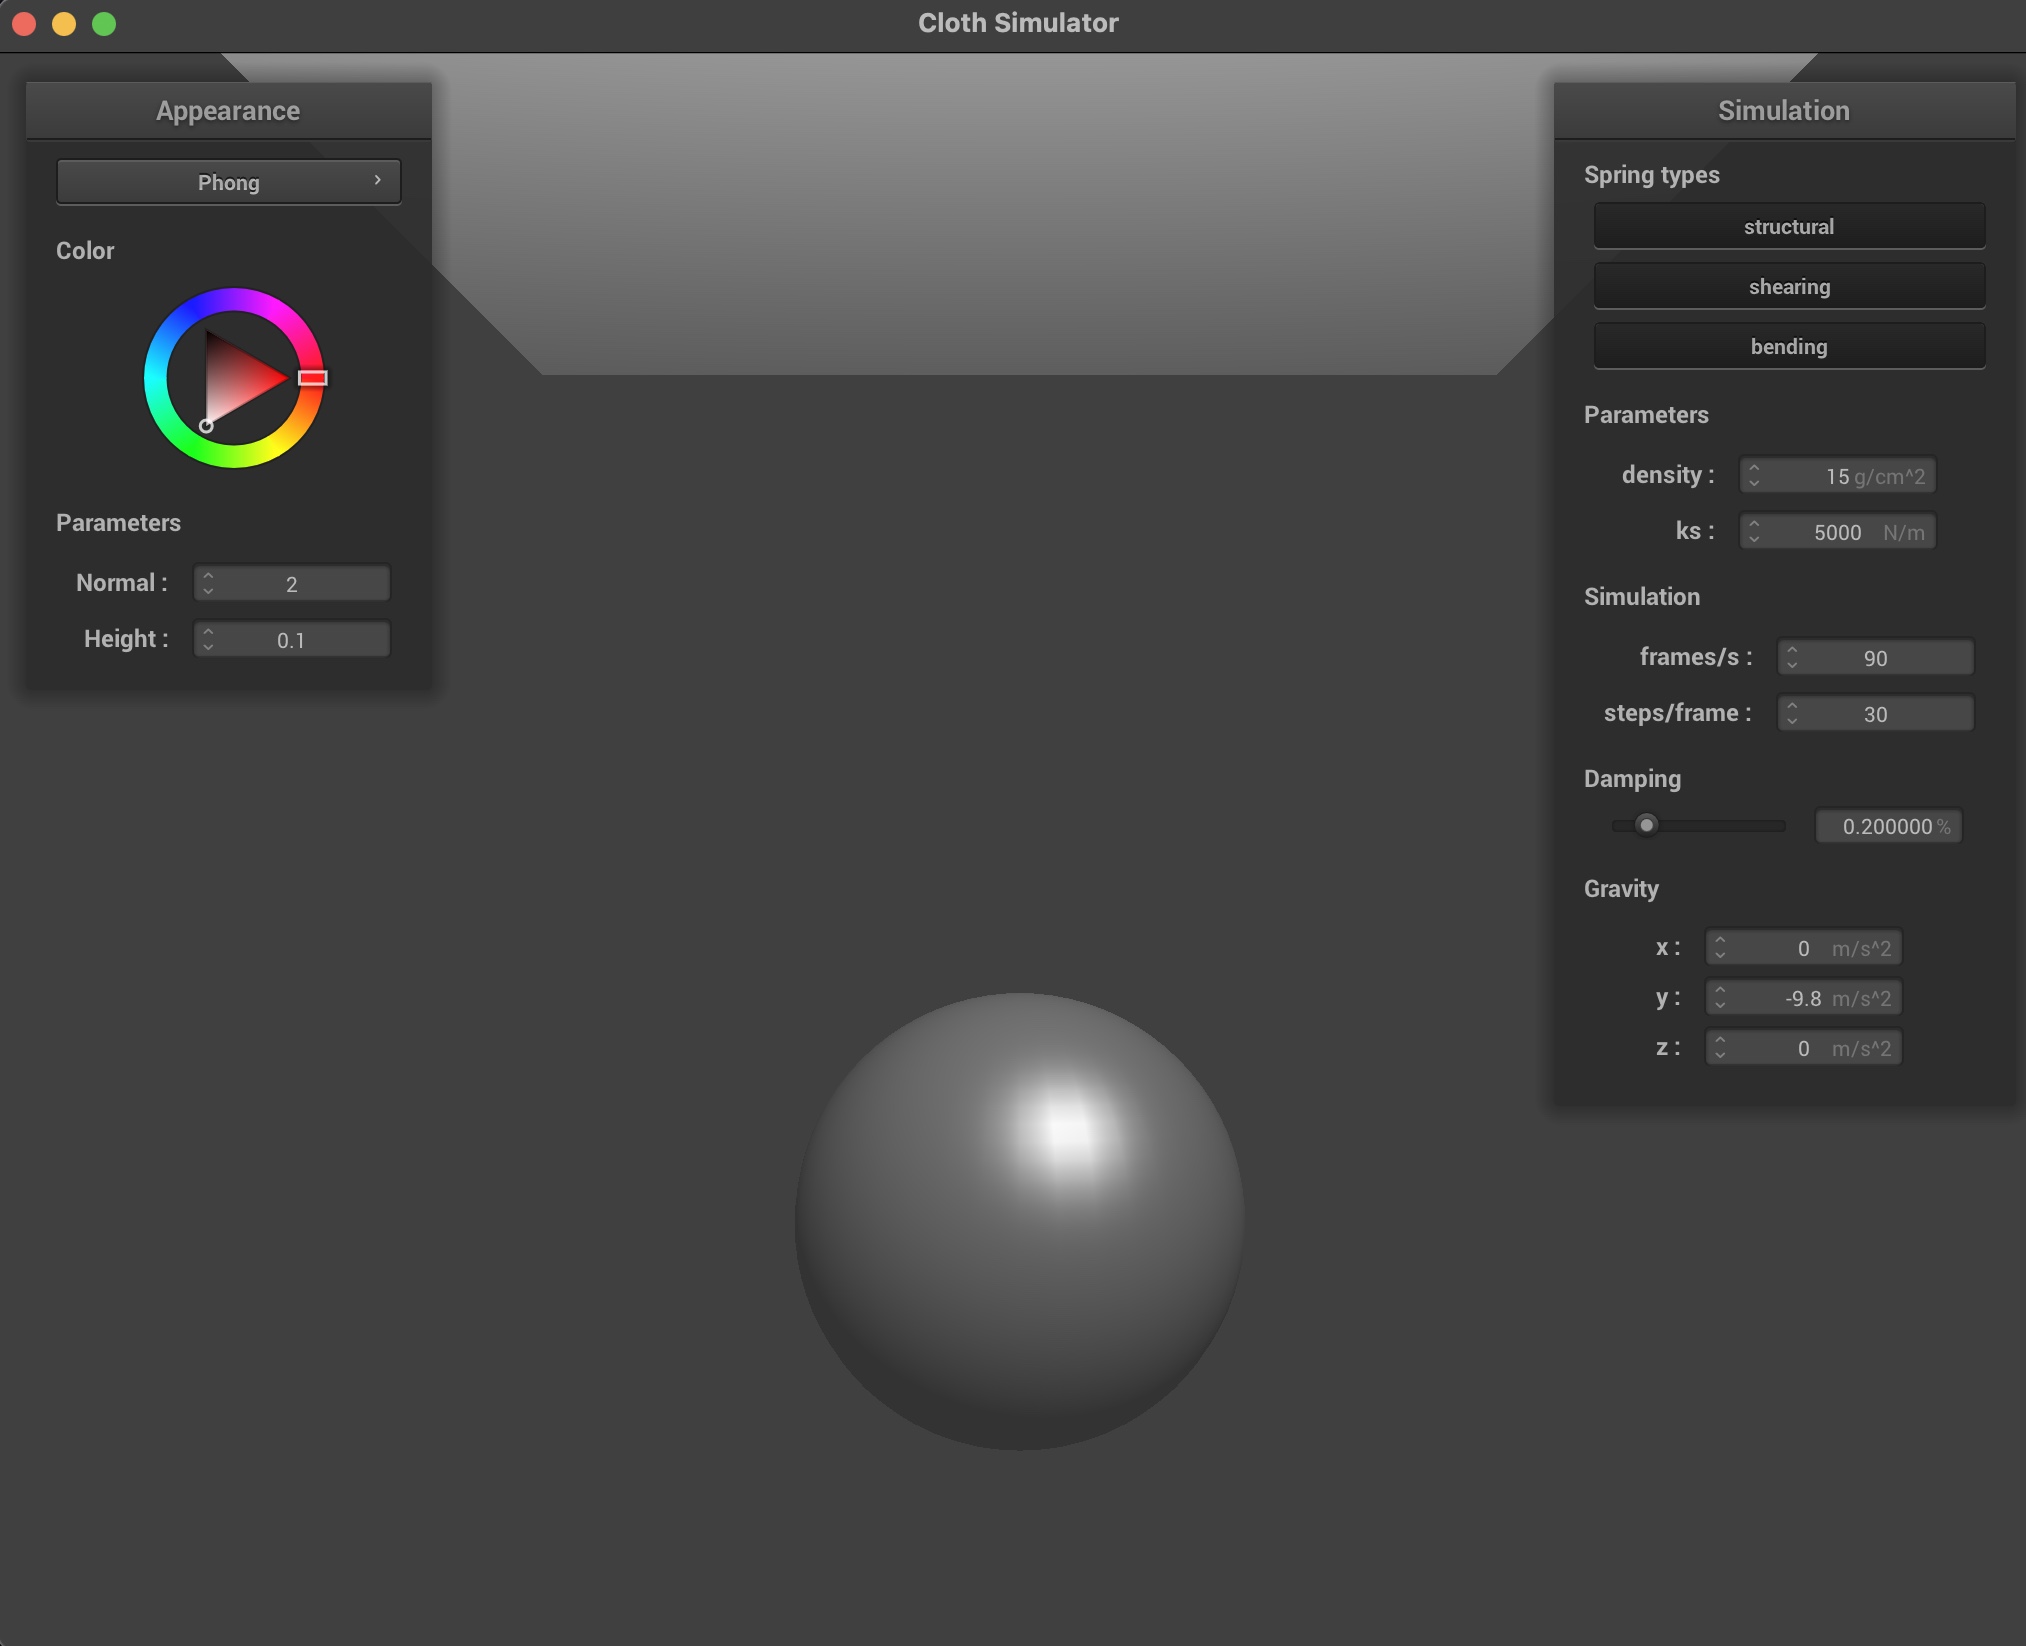 Cloth Simulator
Appearance
Phong
Color
Parameters
Normal : 2
Height : 0.1
Simulation
Spring types
structural
shearing
bending
Parameters
density : 15 g/cm^2
ks : 5000 N/m
Simulation
frames/s : 90
steps/frame : 30
Damping
0.200000 %
Gravity
x : 0 m/s^2
y : -9.8 m/s^2
z : 0 m/s^2